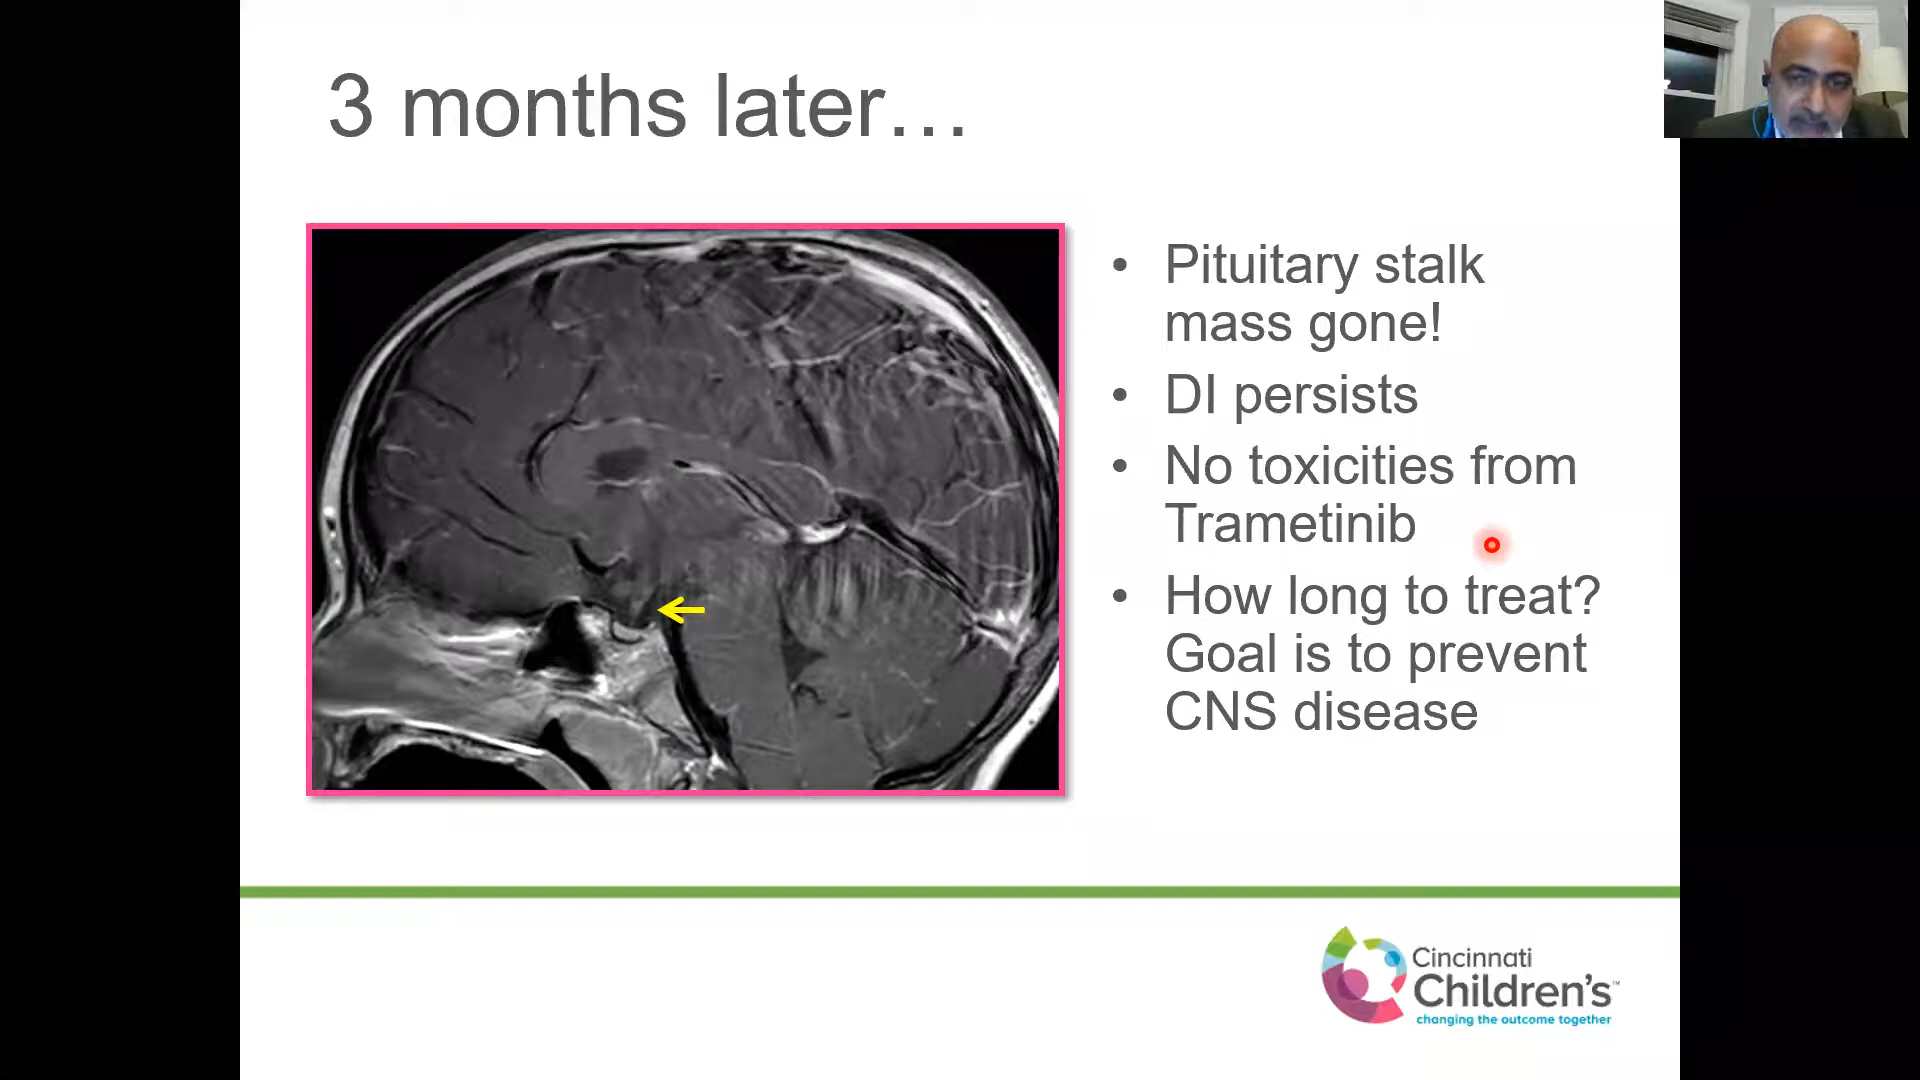 3 months later…
• Pituitary stalk
mass gone!
• DI persists
• No toxicities from
Trametinib
• How long to treat?
Goal is to prevent
CNS disease
Cincinnati
Children's™
changing the outcome together